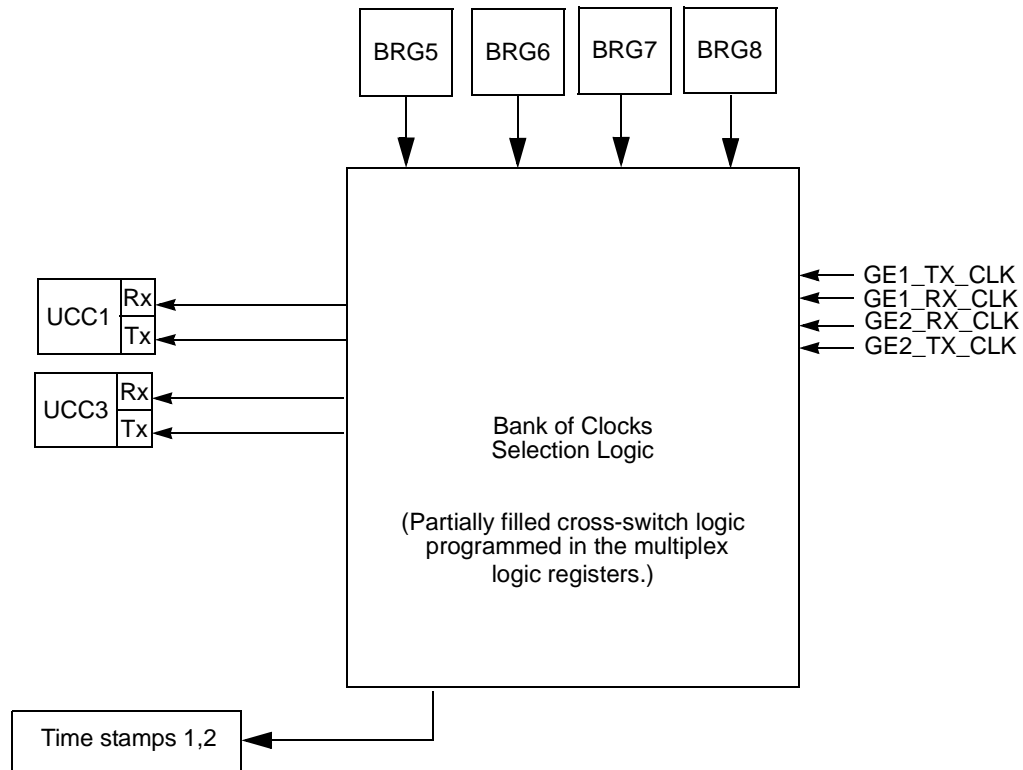 BRG5
BRG6
BRG7
BRG8
GE1_TX_CLK
GE1_RX_CLK
GE2_RX_CLK
GE2_TX_CLK
UCC1
Rx
Tx
UCC3
Rx
Tx
Bank of Clocks
Selection Logic
(Partially filled cross-switch logic
programmed in the multiplex
logic registers.)
Time stamps 1,2